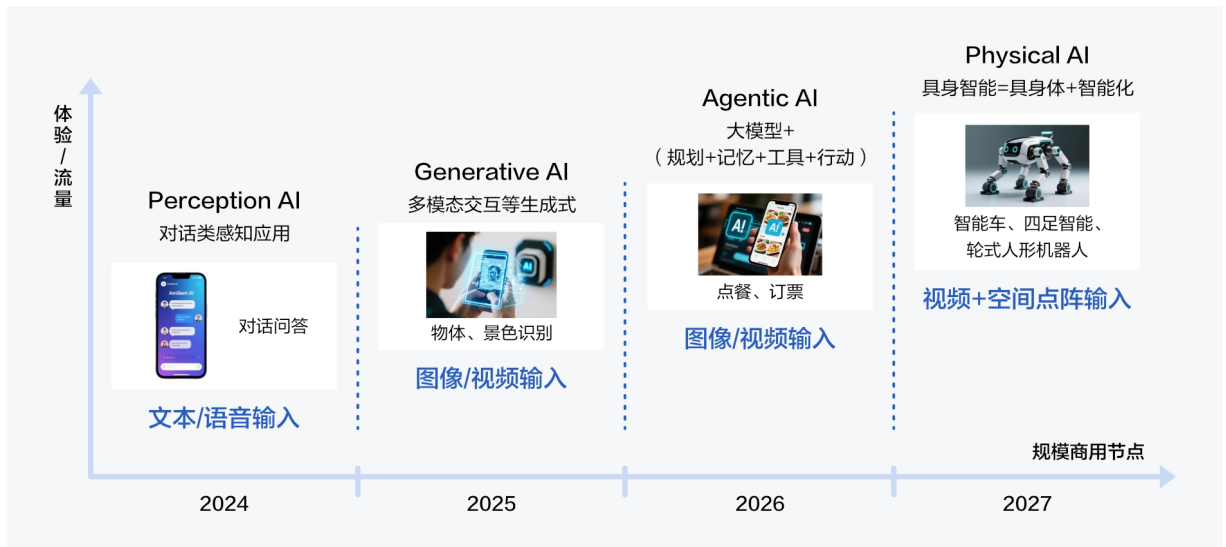 体验/流量
Perception AI
对话类感知应用
Amilient AI
对话问答
文本/语音输入
Generative AI
多模态交互等生成式
AI
物体、景色识别
图像/视频输入
Agentic AI
大模型+
（规划+记忆+工具+行动）
A!
A!
点餐、订票
图像/视频输入
Physical AI
具身智能=具身体+智能化
智能车、四足智能、
轮式人形机器人
视频+空间点阵输入
规模商用节点
2024
2025
2026
2027